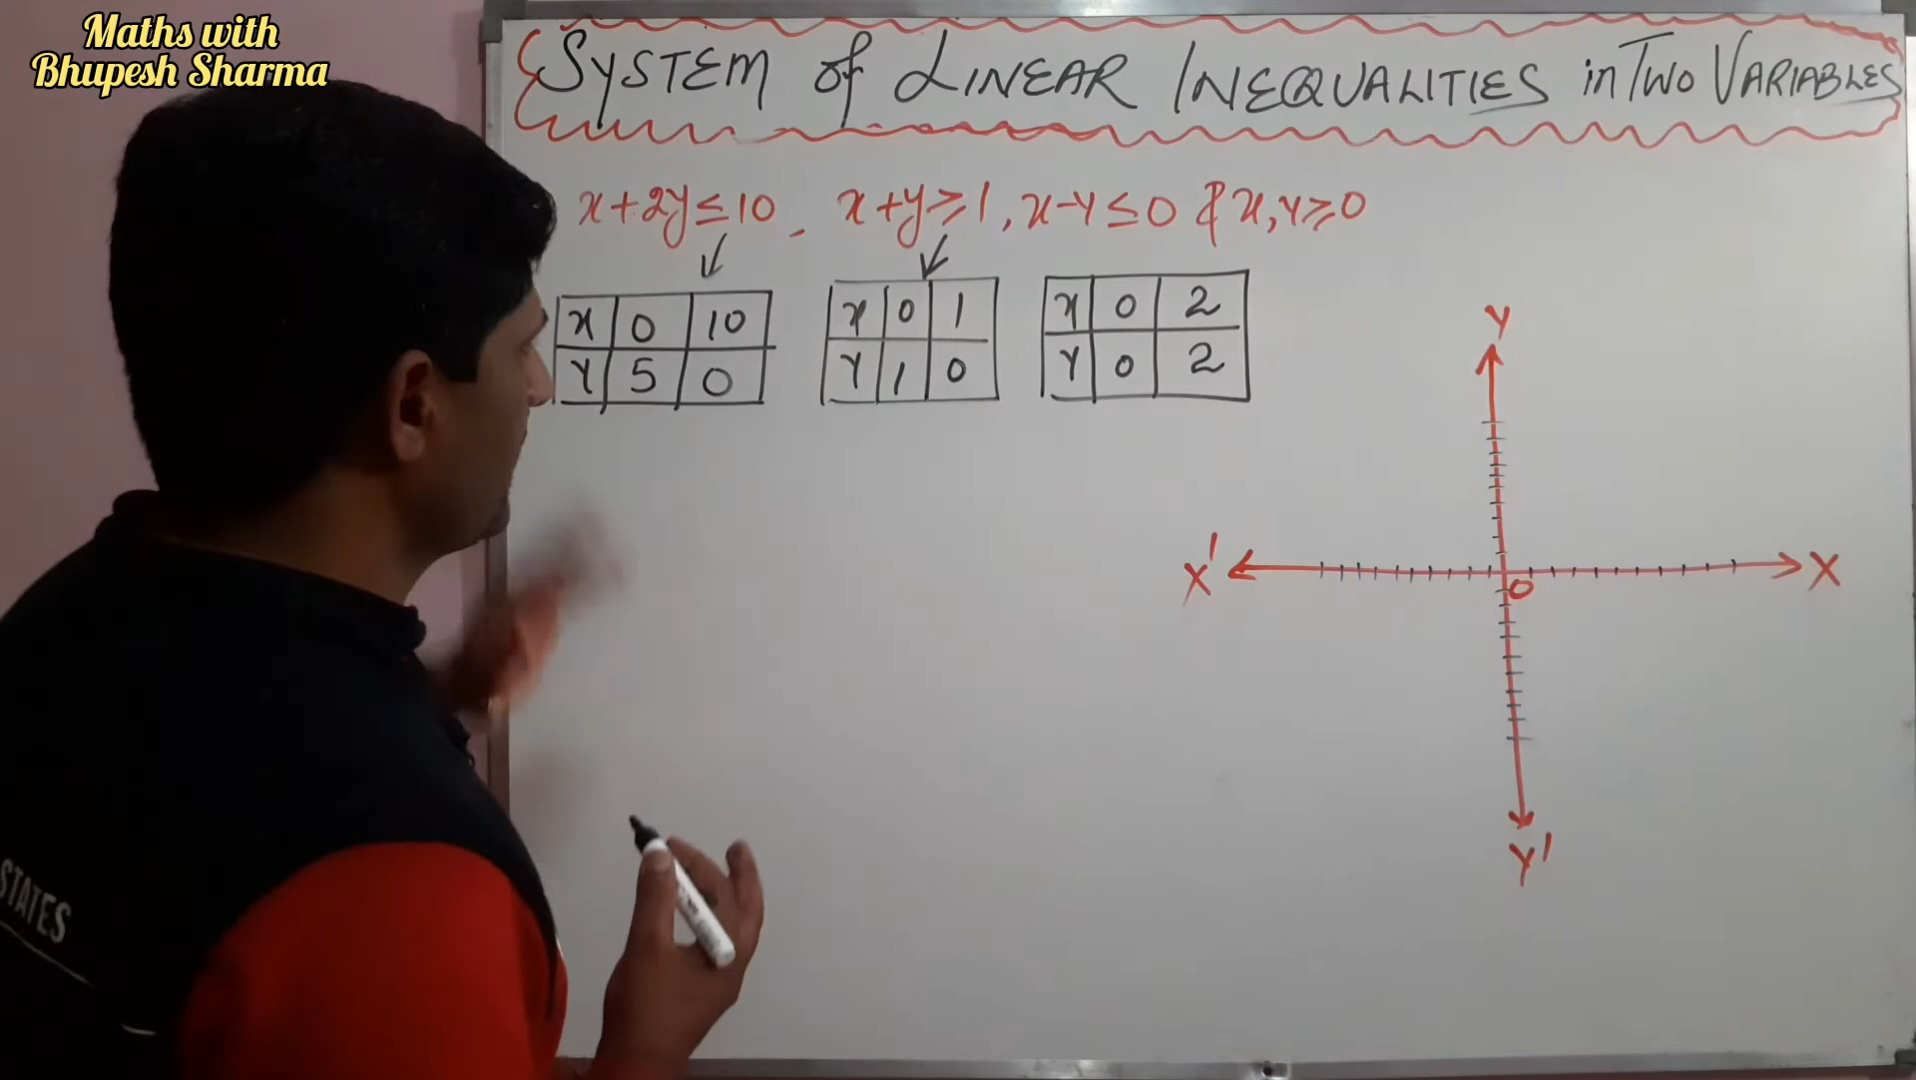 Maths with
Bhupesh Sharma
SYSTEM of LINEAR INEQUALITIES in TWO VARIABLES
x+2y≤10, x+y≥1, x-y≤0 & x,y≥0
x 0 10
y 5 0
x 0 1
y 1 0
x 0 2
y 0 2
Y
X' O X
Y'
STATES